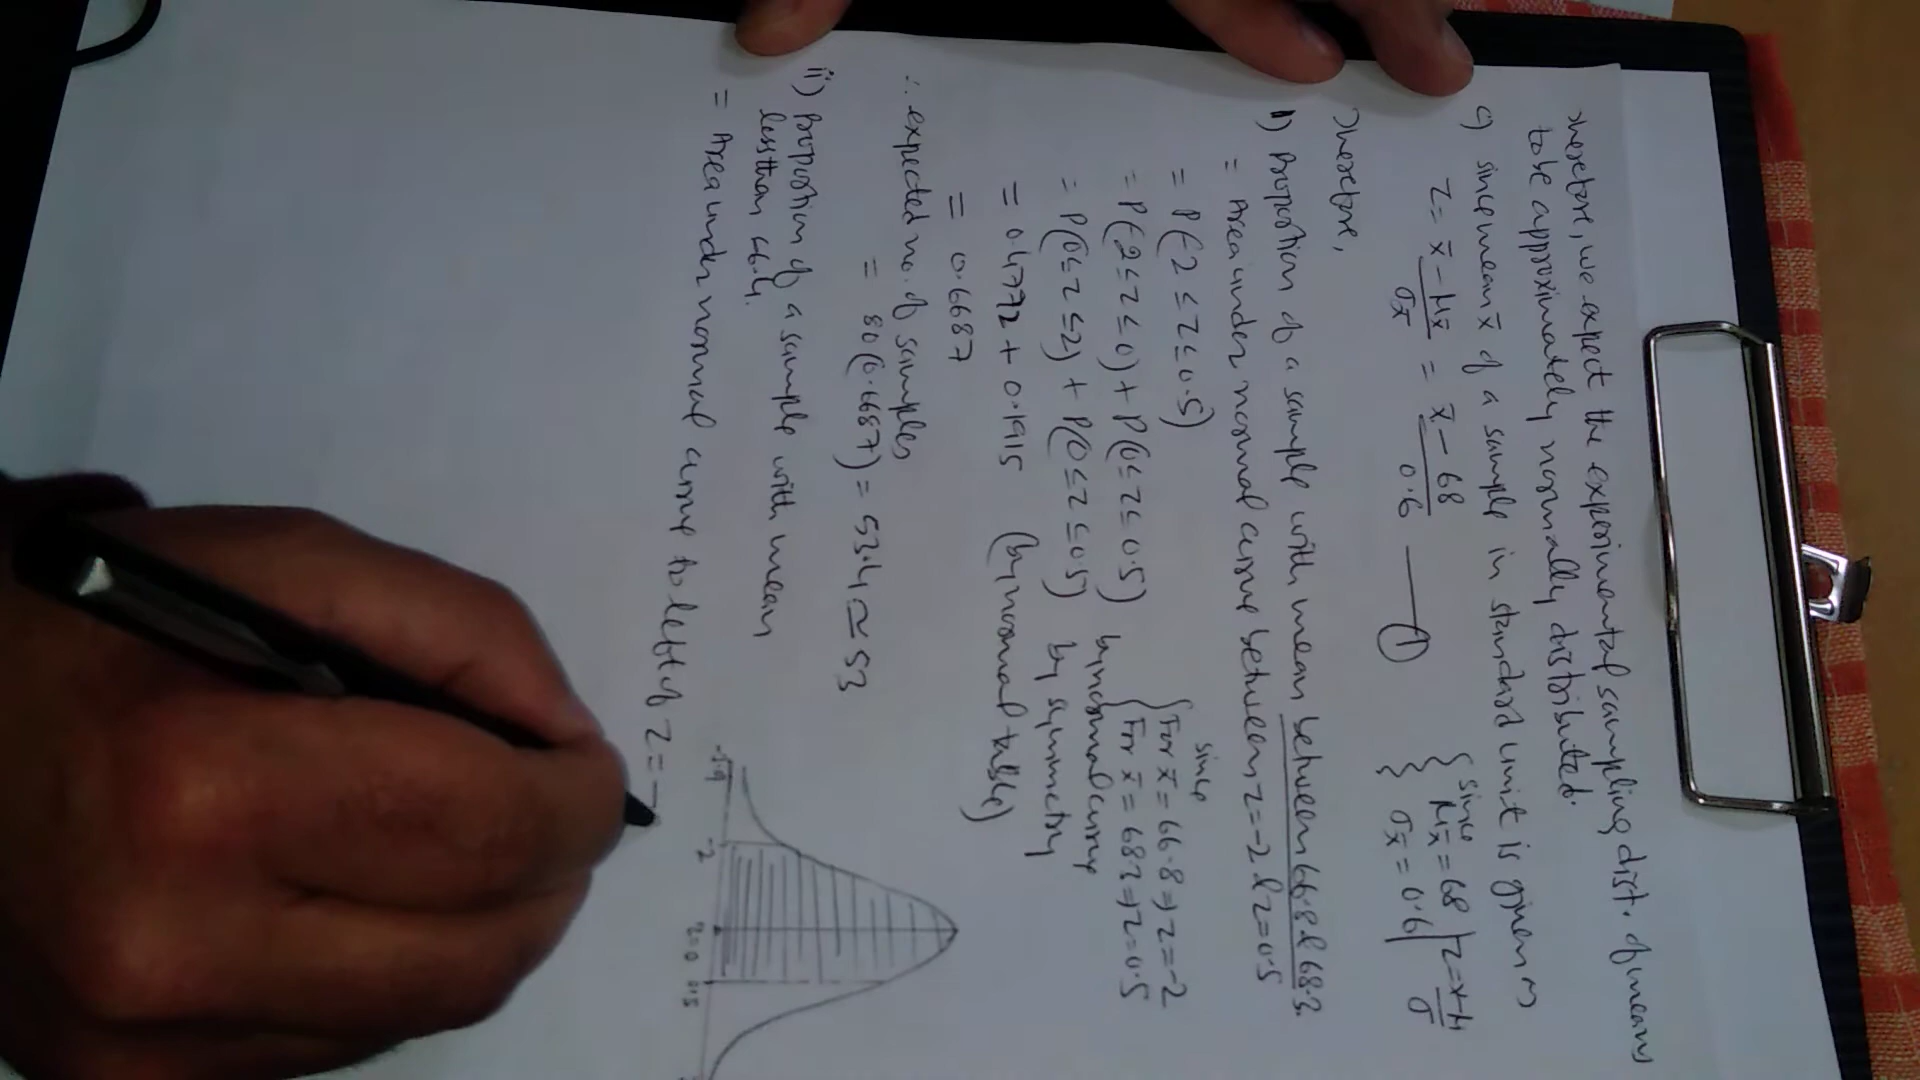 Therefore, we expect the experimental sampling dist. of means
to be approximately normally distributed.
c) since mean x̄ of a sample in standard unit is given as
z = x̄ - μx̄ / σx̄ = x̄ - 68 / 0.6 —— ①
{ since μx̄ = 68
{ σx̄ = 0.6
z = x - μ / σ
Therefore,
1) Proportion of a sample with mean between 66.8 & 68.3.
= Area under normal curve between z = -2 & z = 0.5
= P(-2 ≤ z ≤ 0.5)
since
{ For x̄ = 66.8 ⇒ z = -2
{ For x̄ = 68.3 ⇒ z = 0.5
= P(-2 ≤ z ≤ 0) + P(0 ≤ z ≤ 0.5) by normal curve
= P(0 ≤ z ≤ 2) + P(0 ≤ z ≤ 0.5) by symmetry
= 0.4772 + 0.1915 (by normal table)
= 0.6687
∴ expected no. of samples
= 80(0.6687) = 53.4 ≃ 53
ii) Proportion of a sample with mean
less than 66.4.
= Area under normal curve to left of z = -
-2 z=0 0.5